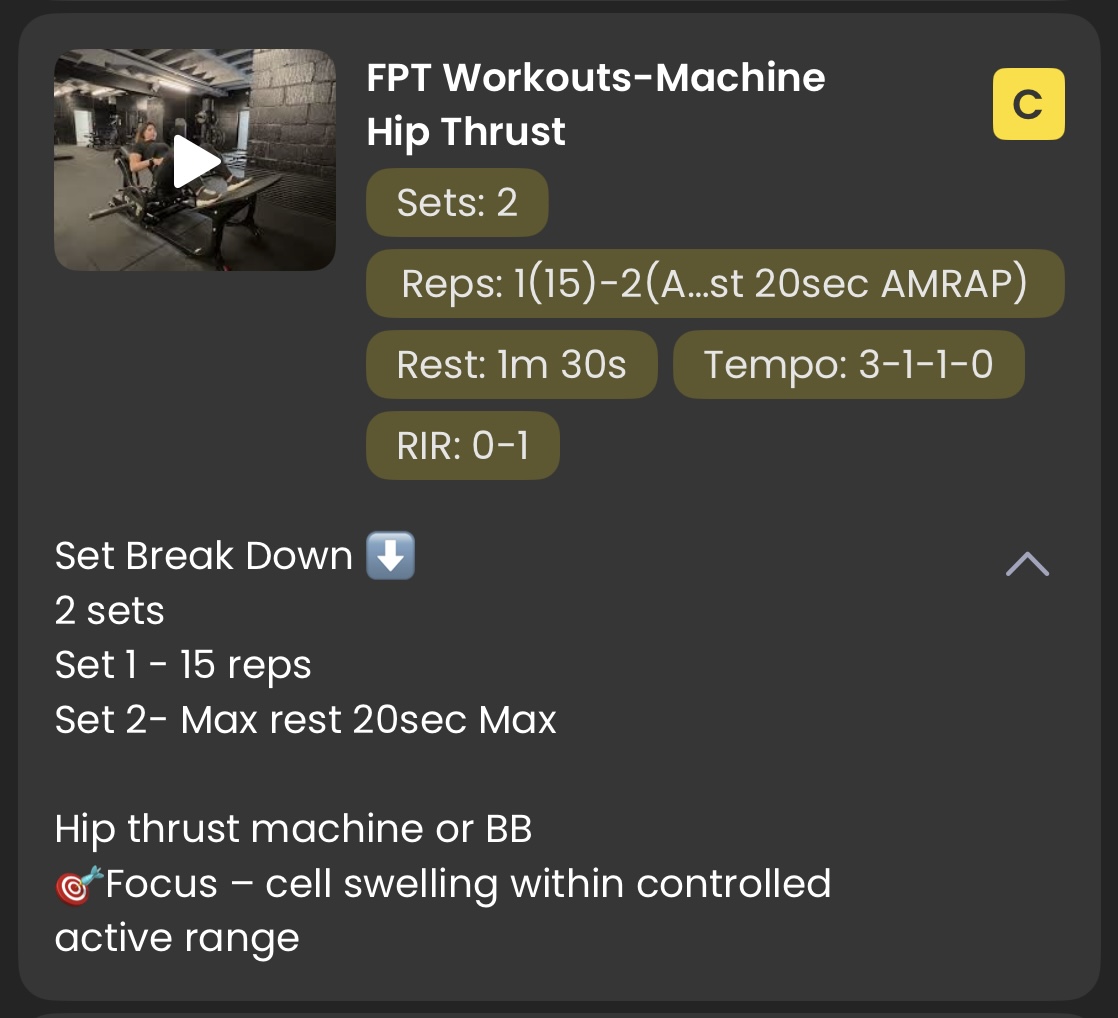 FPT Workouts-Machine
Hip Thrust
C
Sets: 2
Reps: 1(15)-2(A...st 20sec AMRAP)
Rest: 1m 30s
Tempo: 3-1-1-0
RIR: 0-1
Set Break Down ⬇️
2 sets
Set 1 - 15 reps
Set 2- Max rest 20sec Max
Hip thrust machine or BB
🎯Focus – cell swelling within controlled
active range